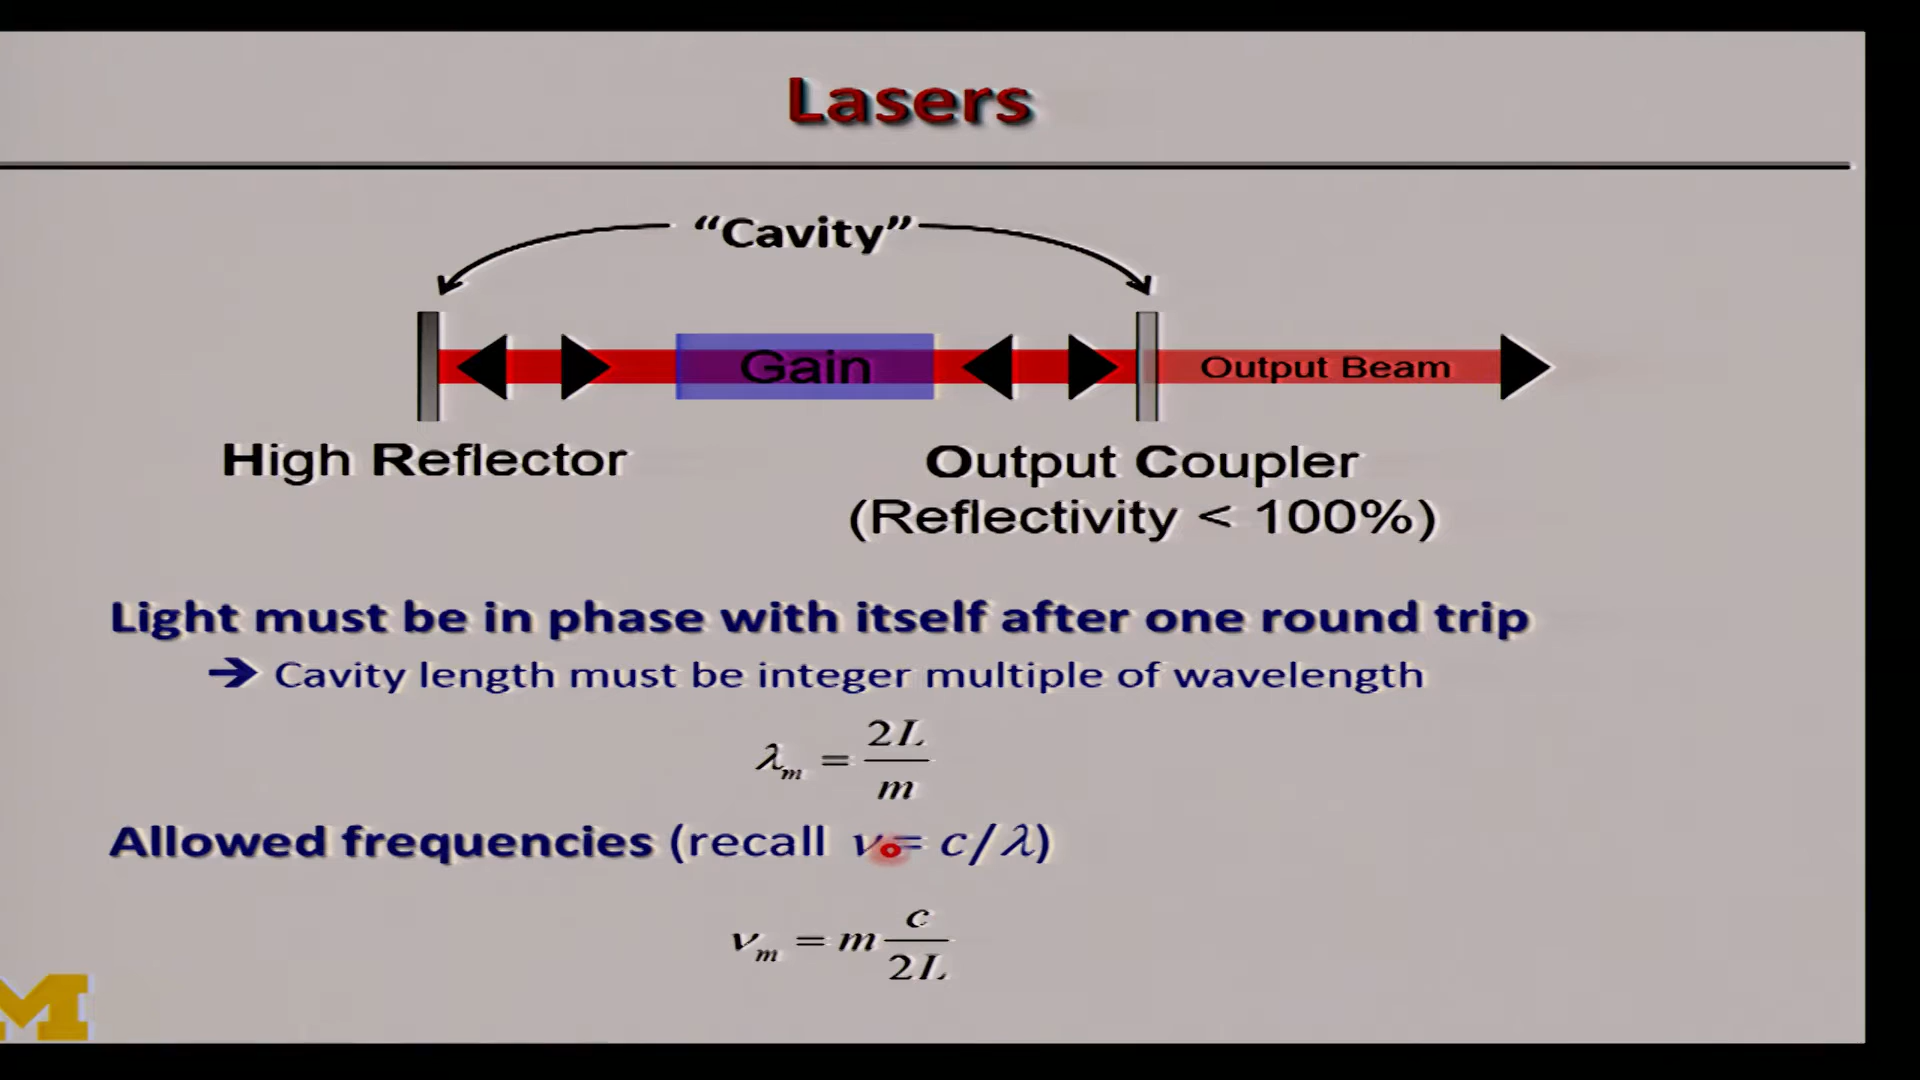 Lasers
“Cavity”
Gain
Output Beam
High Reflector
Output Coupler
(Reflectivity < 100%)
Light must be in phase with itself after one round trip
➔ Cavity length must be integer multiple of wavelength
λₘ = 2L / m
Allowed frequencies (recall ν = c/λ)
νₘ = m c / 2L
M